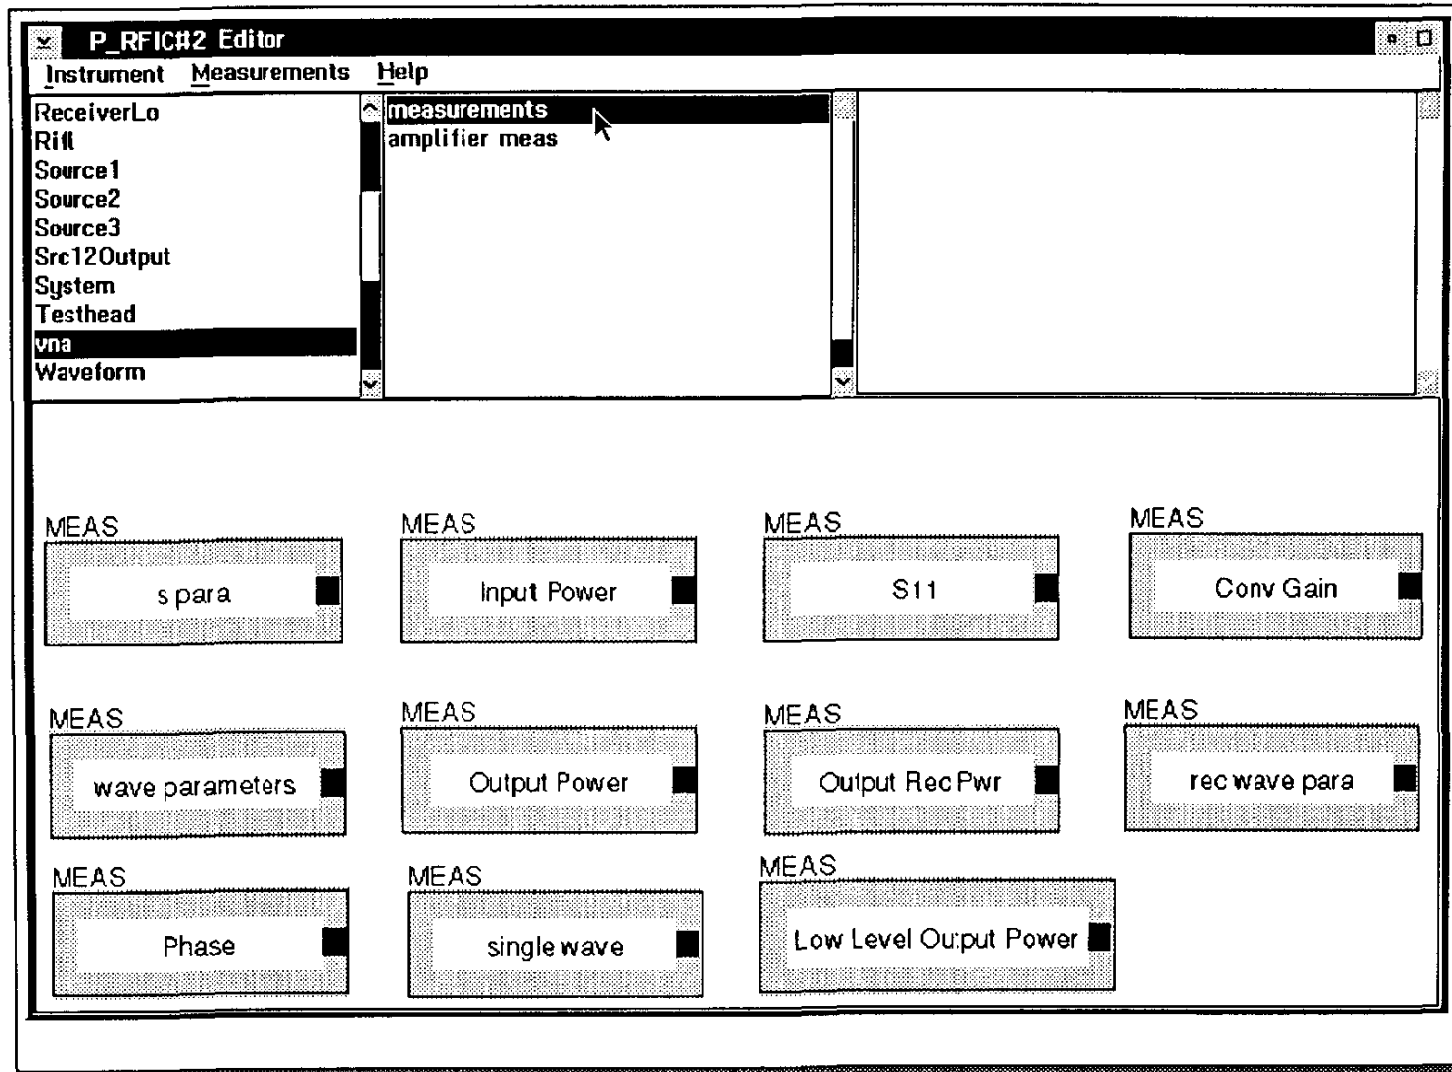 P_RFIC#2 Editor
Instrument Measurements Help
ReceiverLo
Rifl
Source1
Source2
Source3
Src12Output
System
Testhead
vna
Waveform
measurements
amplifier meas
MEAS MEAS MEAS MEAS
s para Input Power S11 Conv Gain
MEAS MEAS MEAS MEAS
wave parameters Output Power Output Rec Pwr rec wave para
MEAS MEAS MEAS
Phase single wave Low Level Output Power